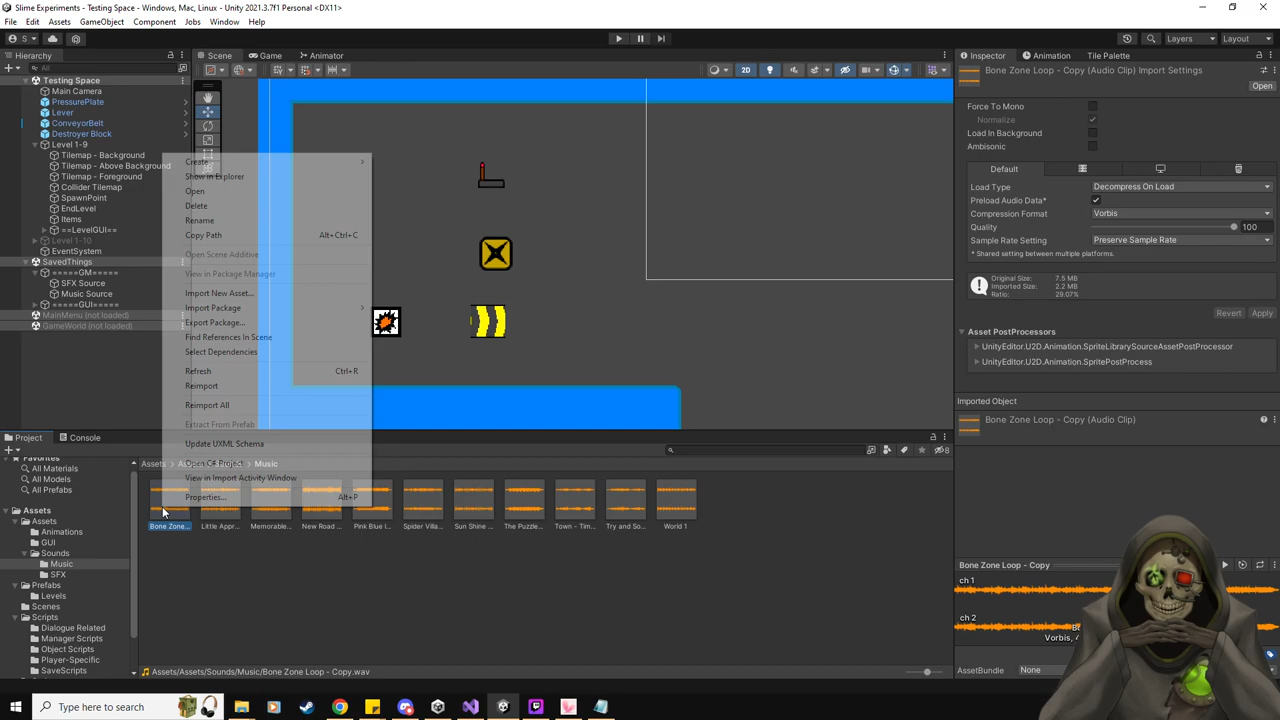 Slime Experiments - Testing Space - Windows, Mac, Linux - Unity 2021.3.7f1 Personal <DX11>
File Edit Assets GameObject Component Jobs Window Help
S Layers Layout
Hierarchy
Scene Game Animator
Inspector Animation Tile Palette
All
2D
Testing Space
Main Camera
PressurePlate
Lever
ConveyorBelt
Destroyer Block
Level 1-9
Tilemap - Background
Tilemap - Above Background
Tilemap - Foreground
Collider Tilemap
SpawnPoint
EndLevel
Items
==LevelGUI==
Level 1-10
EventSystem
SavedThings
=====GM=====
SFX Source
Music Source
=====GUI=====
MainMenu (not loaded)
GameWorld (not loaded)
Create
Show in Explorer
Open
Delete
Rename
Copy Path Alt+Ctrl+C
Open Scene Additive
View in Package Manager
Import New Asset...
Import Package
Export Package...
Find References In Scene
Select Dependencies
Refresh Ctrl+R
Reimport
Reimport All
Extract From Prefab
Update UXML Schema
Open C# Project
View in Import Activity Window
Properties... Alt+P
Bone Zone Loop - Copy (Audio Clip) Import Settings
Open
Force To Mono
Normalize
Load In Background
Ambisonic
Default
Load Type Decompress On Load
Preload Audio Data*
Compression Format Vorbis
Quality 100
Sample Rate Setting Preserve Sample Rate
* Shared setting between multiple platforms.
Original Size: 7.5 MB
Imported Size: 2.2 MB
Ratio: 29.07%
Revert Apply
Asset PostProcessors
UnityEditor.U2D.Animation.SpriteLibrarySourceAssetPostProcessor
UnityEditor.U2D.Animation.SpritePostProcess
Imported Object
Bone Zone Loop - Copy (Audio Clip)
Project Console
8
Favorites
All Materials
All Models
All Prefabs
Assets
Assets
Animations
GUI
Sounds
Music
SFX
Prefabs
Levels
Scenes
Scripts
Dialogue Related
Manager Scripts
Object Scripts
Player-Specific
SaveScripts
Assets Music
Bone Zone... Little Appr... Memorable... New Road ... Pink Blue I... Spider Villa... Sun Shine ... The Puzzle... Town - Tim... Try and So... World 1
Assets/Assets/Sounds/Music/Bone Zone Loop - Copy.wav
Bone Zone Loop - Copy
ch 1
ch 2
Vorbis,
AssetBundle None
Type here to search